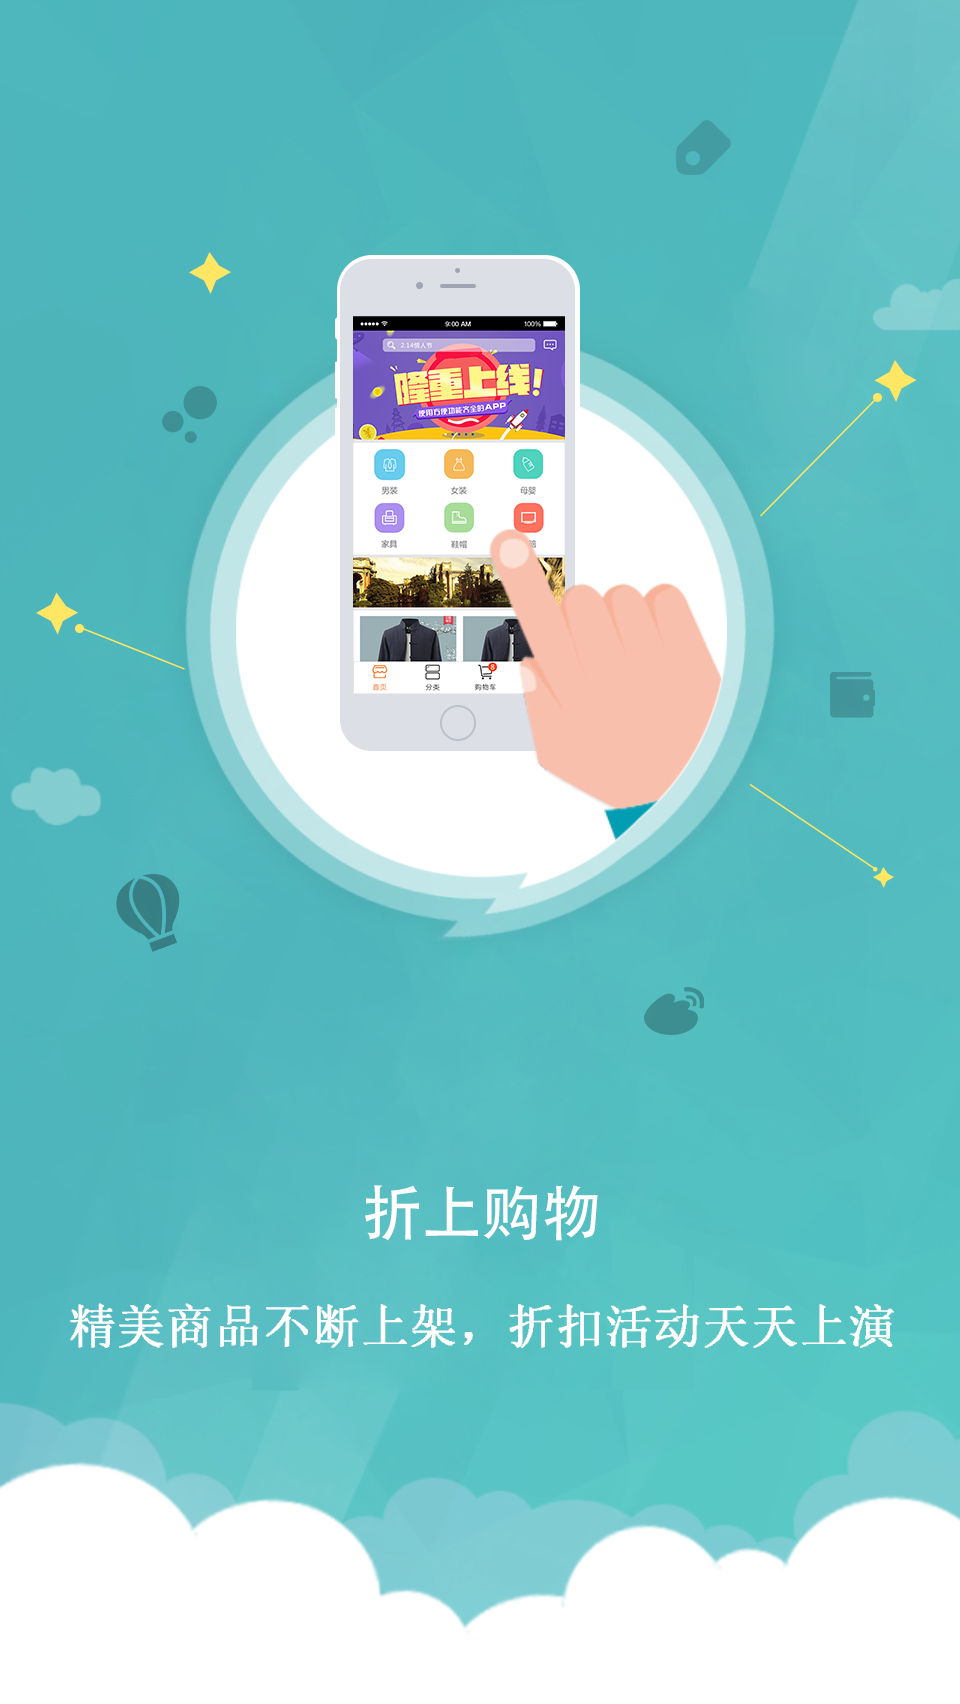 9:00 AM
100%
2.14情人节
隆重上线!
使用方便功能齐全的APP
男装
女装
母婴
家具
鞋帽
首页
分类
购物车
6
折上购物
精美商品不断上架，折扣活动天天上演